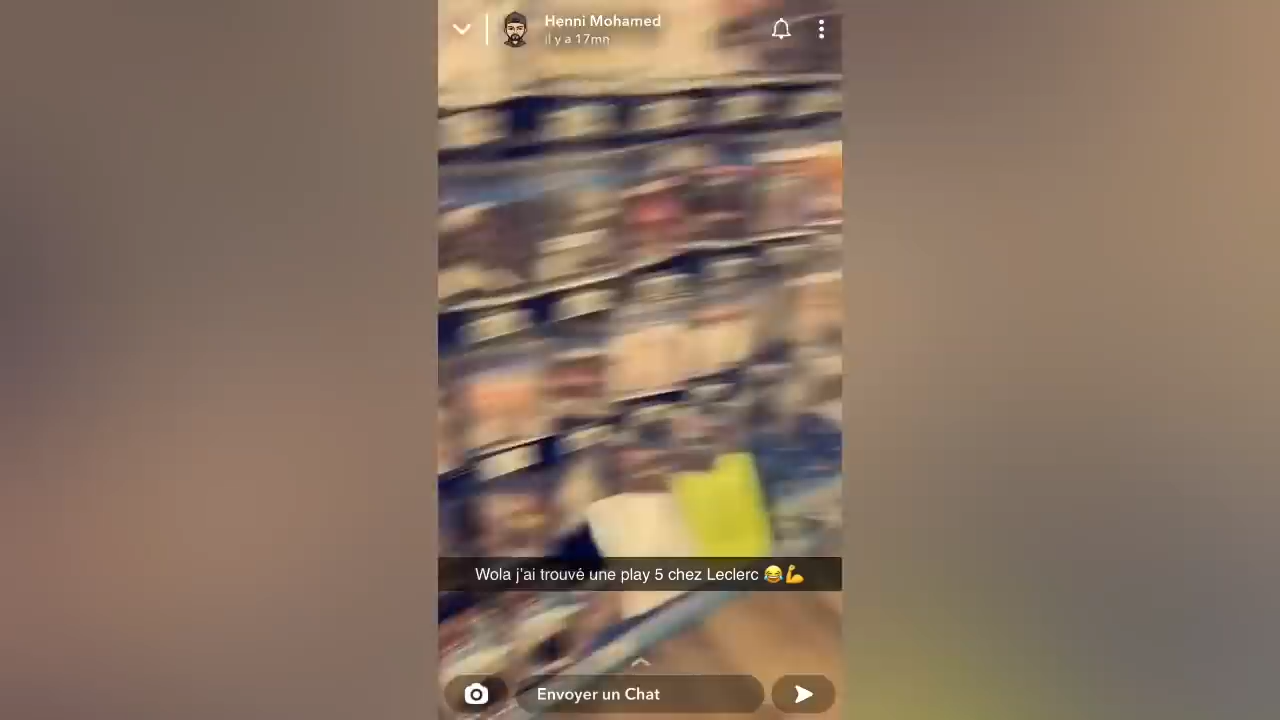 Henni Mohamed
il y a 17mn
Wola j'ai trouvé une play 5 chez Leclerc 😂💪
Envoyer un Chat